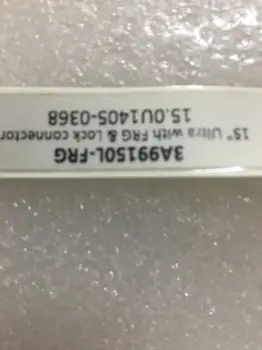 3A99150L-FRG
15" Ultra with FRG & Lock connector
15.0U1405-0368